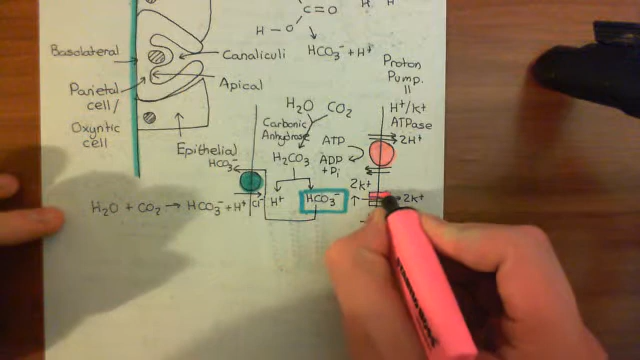 C=O
H-O
HCO3⁻+H⁺
Basolateral
Canaliculi
Parietal
cell/
Oxyntic
cell
Apical
Epithelial
Proton
Pump.
H⁺/K⁺
ATPase
2H⁺
H2O CO2
Carbonic
Anhydrase
H2CO3
ATP
ADP
+ Pi
2K⁺
2K⁺
HCO3⁻
H⁺ HCO3⁻
Cl⁻
H2O + CO2 → HCO3⁻ + H⁺